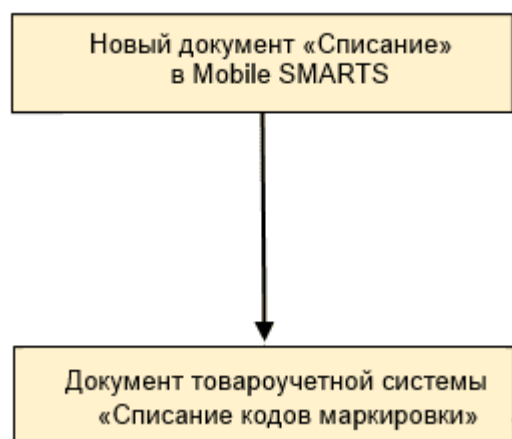 Новый документ «Списание»
в Mobile SMARTS
Документ товароучетной системы
«Списание кодов маркировки»